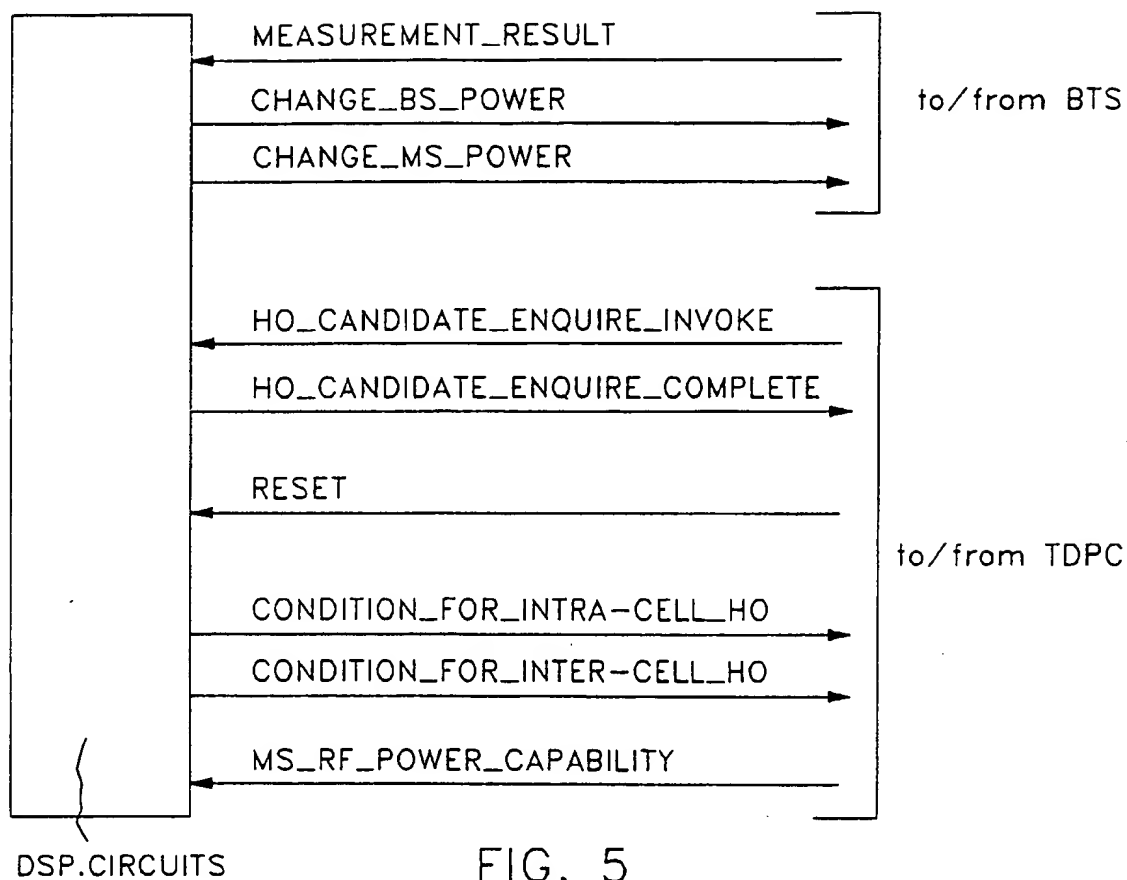 MEASUREMENT_RESULT
CHANGE_BS_POWER
to/from BTS
CHANGE_MS_POWER
HO_CANDIDATE_ENQUIRE_INVOKE
HO_CANDIDATE_ENQUIRE_COMPLETE
RESET
to/from TDPC
CONDITION_FOR_INTRA-CELL_HO
CONDITION_FOR_INTER-CELL_HO
MS_RF_POWER_CAPABILITY
DSP.CIRCUITS
FIG. 5